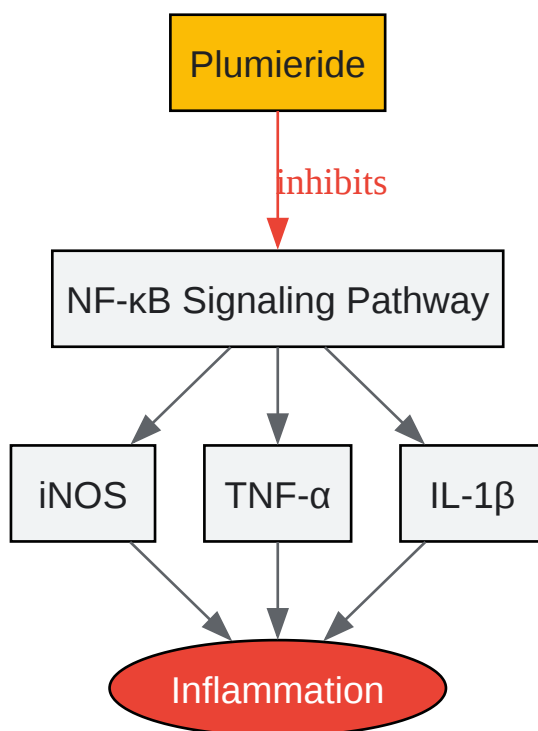 Plumieride
inhibits
NF-κB Signaling Pathway
iNOS
TNF-α
IL-1β
Inflammation